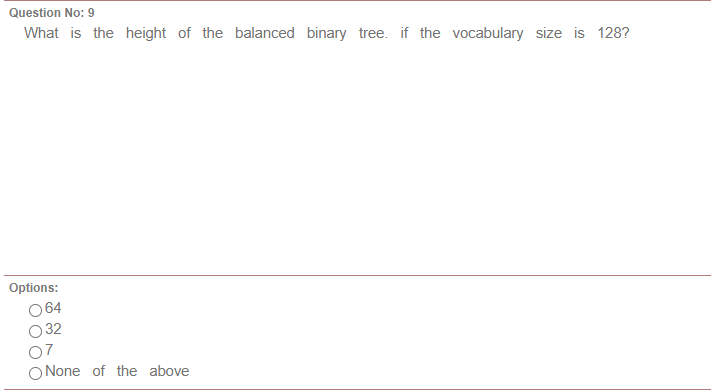 Question No: 9
What is the height of the balanced binary tree. if the vocabulary size is 128?
Options:
64
32
7
None of the above